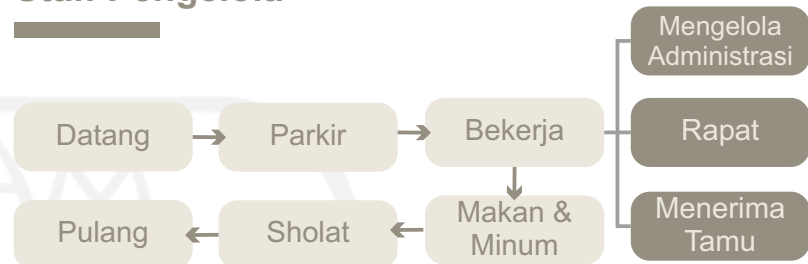 Staff Pengelola
Mengelola
Administrasi
Datang
Parkir
Bekerja
Rapat
Pulang
Sholat
Makan &
Minum
Menerima
Tamu